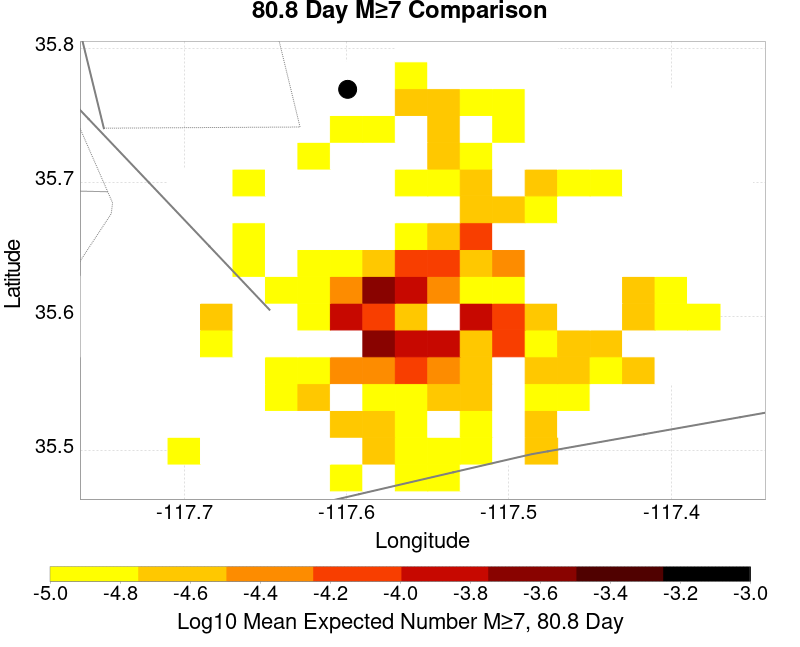 80.8 Day M≥7 Comparison
35.8
35.7
35.6
35.5
Latitude
-117.7 -117.6 -117.5 -117.4
Longitude
-5.0 -4.8 -4.6 -4.4 -4.2 -4.0 -3.8 -3.6 -3.4 -3.2 -3.0
Log10 Mean Expected Number M≥7, 80.8 Day